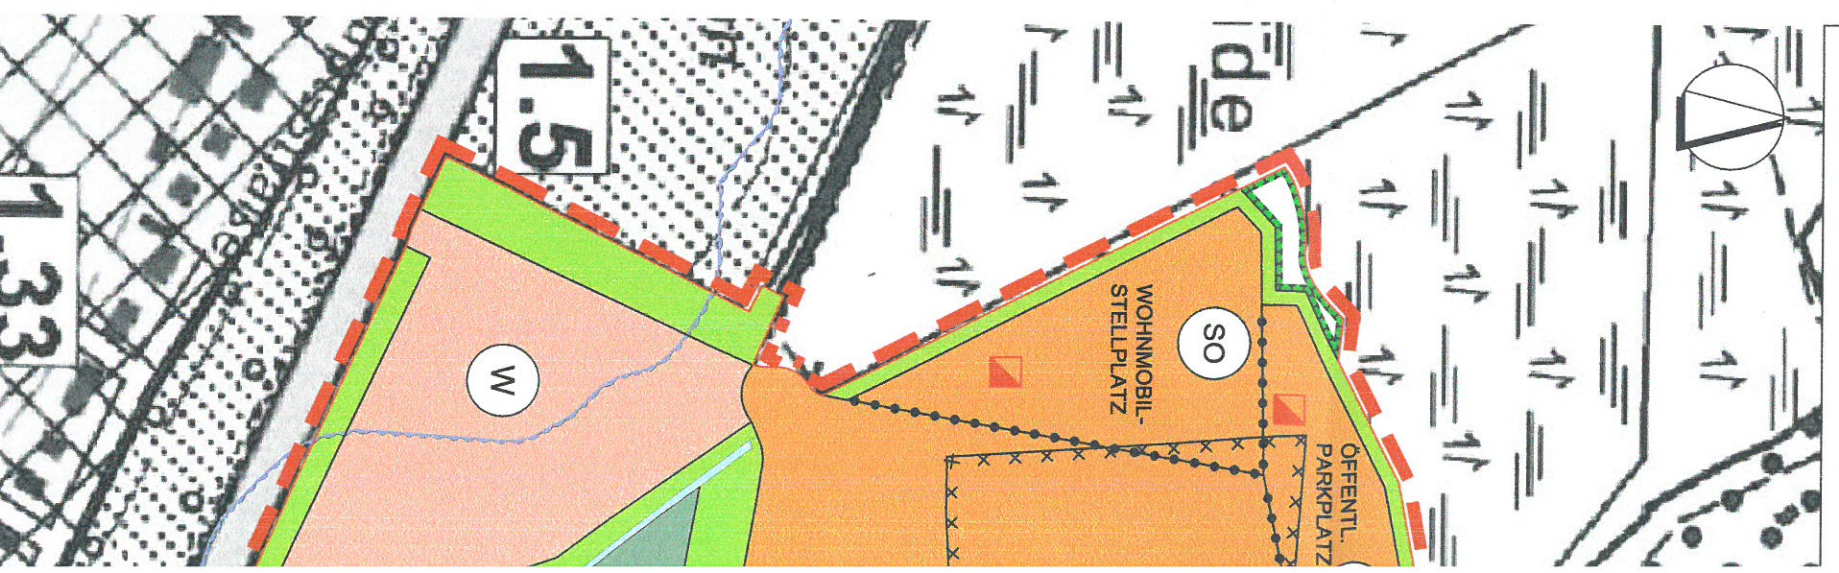 1.5
1.33
de
W
SO
WOHNMOBIL-
STELLPLATZ
ÖFFENTL.
PARKPLATZ